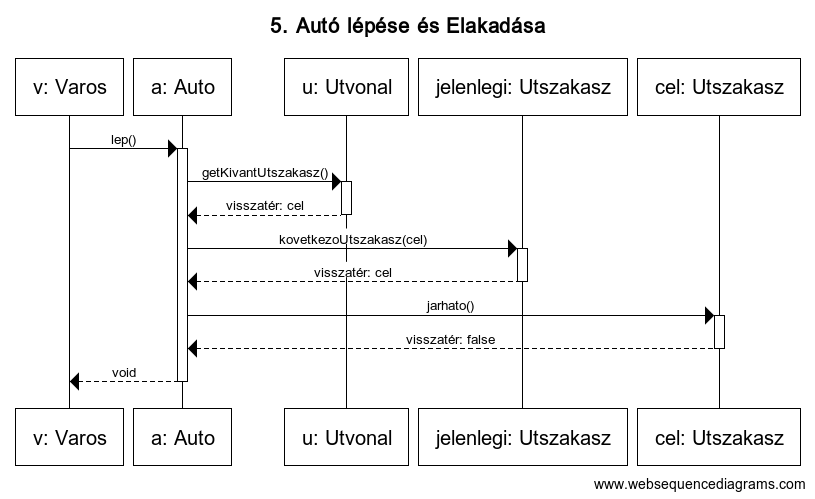 5. Autó lépése és Elakadása
v: Varos
a: Auto
u: Utvonal
jelenlegi: Utszakasz
cel: Utszakasz
lep()
getKivantUtszakasz()
visszatér: cel
kovetkezoUtszakasz(cel)
visszatér: cel
jarhato()
visszatér: false
void
v: Varos
a: Auto
u: Utvonal
jelenlegi: Utszakasz
cel: Utszakasz
www.websequencediagrams.com